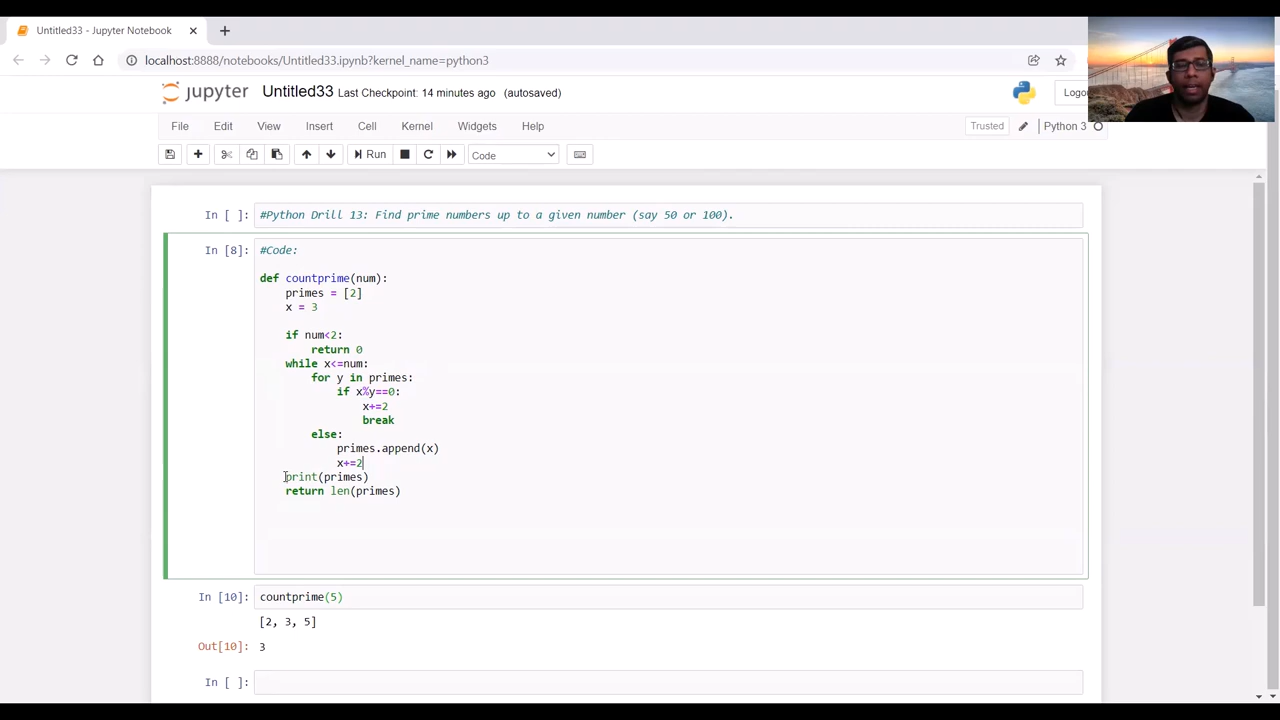 Untitled33 - Jupyter Notebook
localhost:8888/notebooks/Untitled33.ipynb?kernel_name=python3
jupyter Untitled33 Last Checkpoint: 14 minutes ago (autosaved)
Logo
File Edit View Insert Cell Kernel Widgets Help
Trusted Python 3
Run Code
In [ ]: #Python Drill 13: Find prime numbers up to a given number (say 50 or 100).
In [8]: #Code:
def countprime(num):
    primes = [2]
    x = 3
    if num<2:
        return 0
    while x<=num:
        for y in primes:
            if x%y==0:
                x+=2
                break
        else:
            primes.append(x)
            x+=2
    print(primes)
    return len(primes)
In [10]: countprime(5)
[2, 3, 5]
Out[10]: 3
In [ ]: